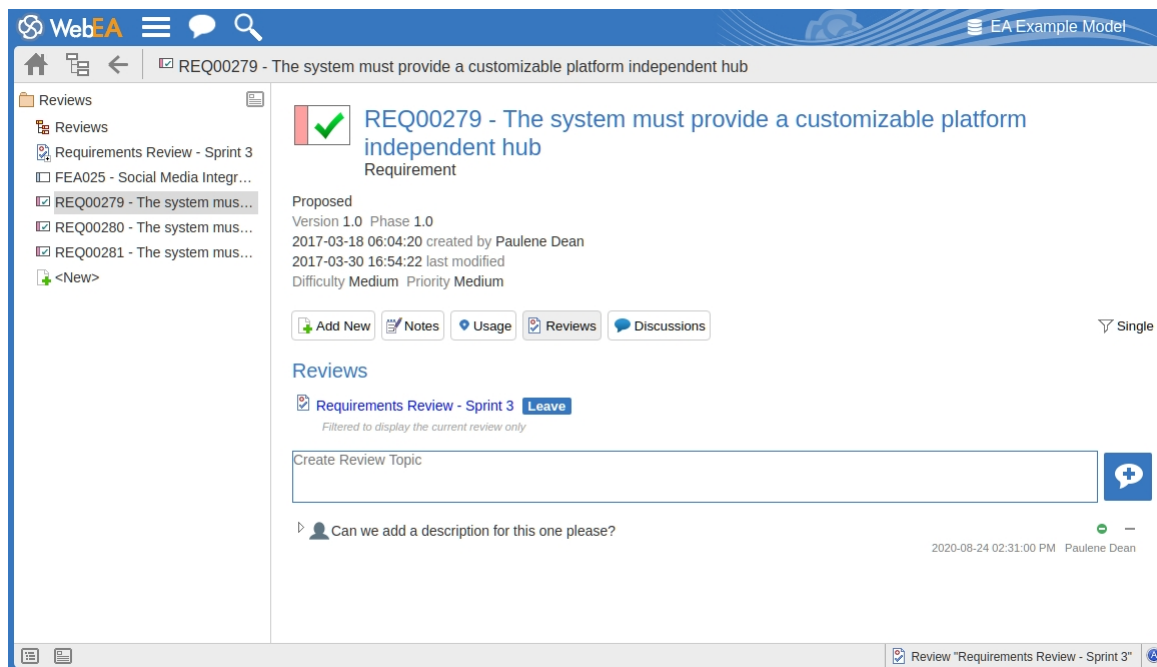 WebEA
EA Example Model
REQ00279 - The system must provide a customizable platform independent hub
Reviews
Reviews
Requirements Review - Sprint 3
FEA025 - Social Media Integr...
REQ00279 - The system mus...
REQ00280 - The system mus...
REQ00281 - The system mus...
<New>
REQ00279 - The system must provide a customizable platform
independent hub
Requirement
Proposed
Version 1.0 Phase 1.0
2017-03-18 06:04:20 created by Paulene Dean
2017-03-30 16:54:22 last modified
Difficulty Medium Priority Medium
Add New Notes Usage Reviews Discussions Single
Reviews
Requirements Review - Sprint 3 Leave
Filtered to display the current review only
Create Review Topic
Can we add a description for this one please?
2020-08-24 02:31:00 PM Paulene Dean
Review "Requirements Review - Sprint 3"